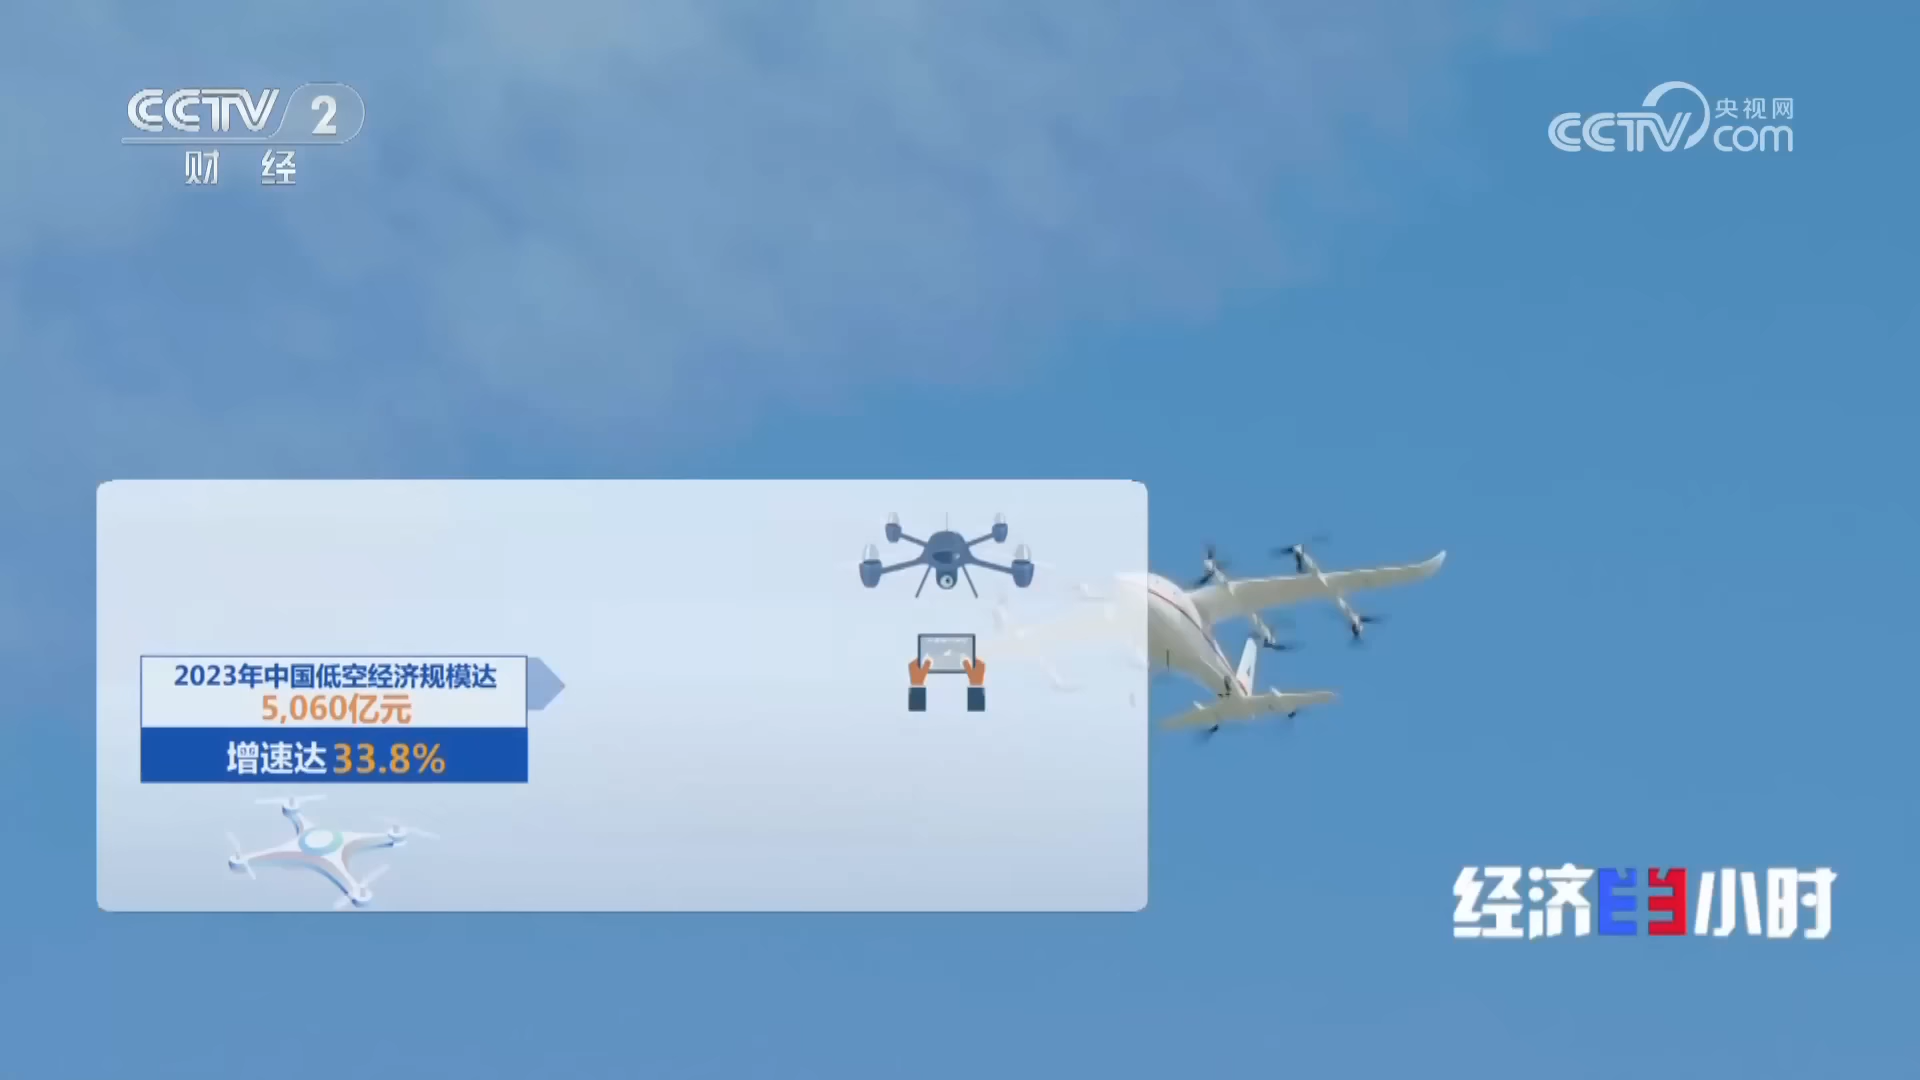 CCTV 2
财 经
央视网
CCTV com
2023年中国低空经济规模达
5,060亿元
增速达33.8%
经济半小时